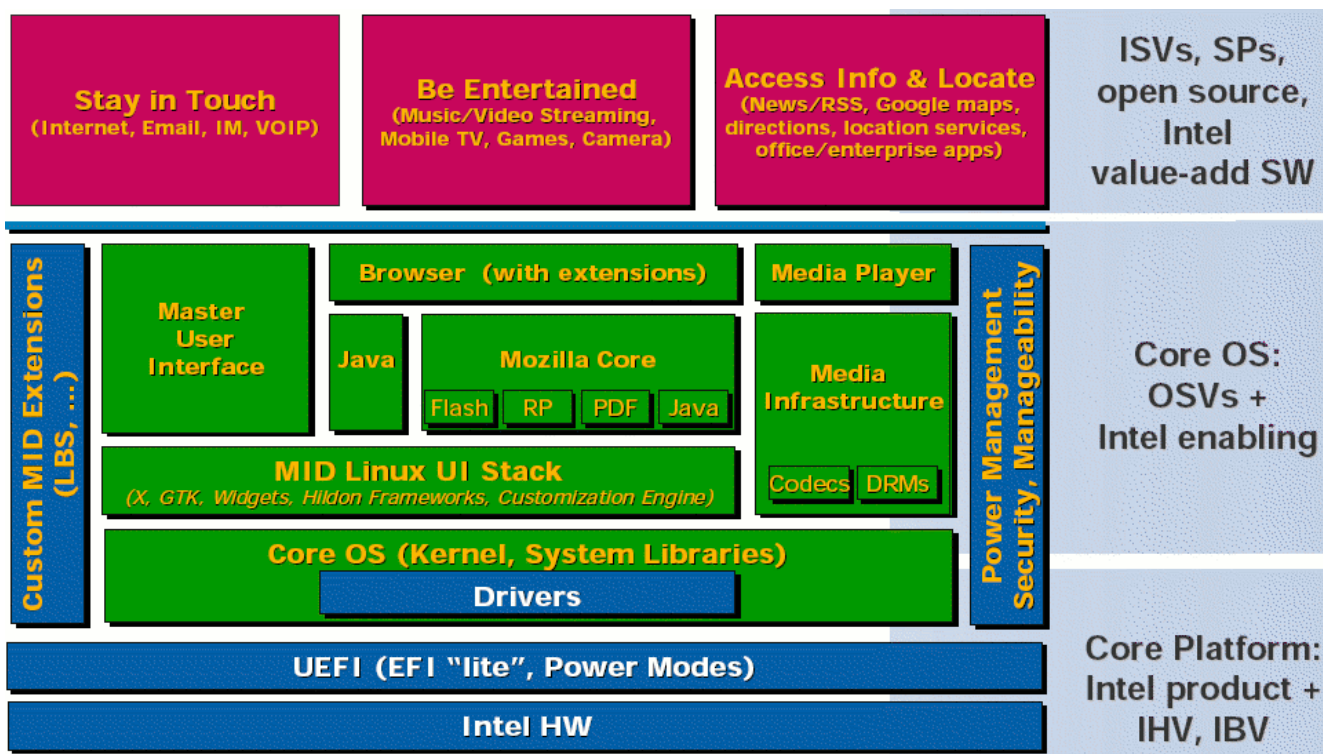 Stay in Touch
(Internet, Email, IM, VOIP)
Be Entertained
(Music/Video Streaming,
Mobile TV, Games, Camera)
Access Info & Locate
(News/RSS, Google maps,
directions, location services,
office/enterprise apps)
ISVs, SPs,
open source,
Intel
value-add SW
Custom MID Extensions
(LBS, ...)
Master
User
Interface
Browser (with extensions)
Media Player
Java
Mozilla Core
Flash
RP
PDF
Java
Media
Infrastructure
Codecs
DRMs
MID Linux UI Stack
(X, GTK, Widgets, Hildon Frameworks, Customization Engine)
Core OS (Kernel, System Libraries)
Drivers
Power Management
Security, Manageability
Core OS:
OSVs +
Intel enabling
UEFI (EFI “lite”, Power Modes)
Intel HW
Core Platform:
Intel product +
IHV, IBV